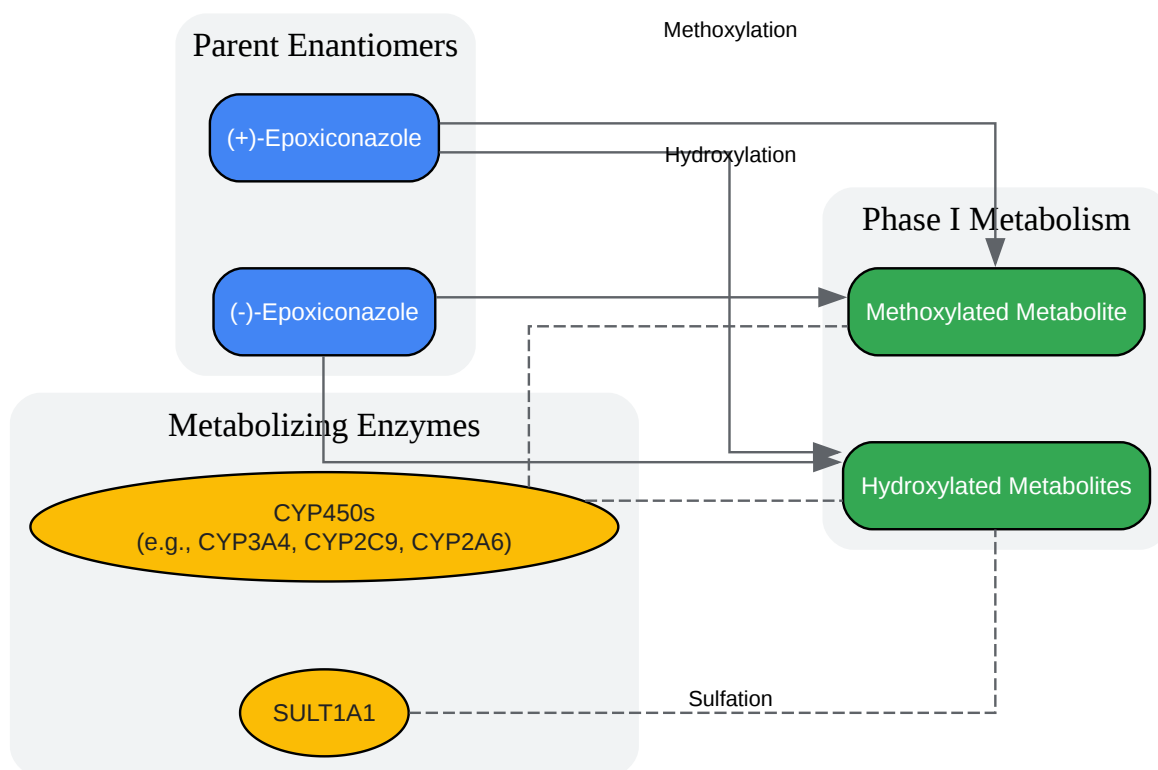 Methoxylation
Parent Enantiomers
(+)-Epoxiconazole
Hydroxylation
Phase I Metabolism
(-)-Epoxiconazole
Methoxylated Metabolite
Metabolizing Enzymes
Hydroxylated Metabolites
CYP450s
(e.g., CYP3A4, CYP2C9, CYP2A6)
Sulfation
SULT1A1